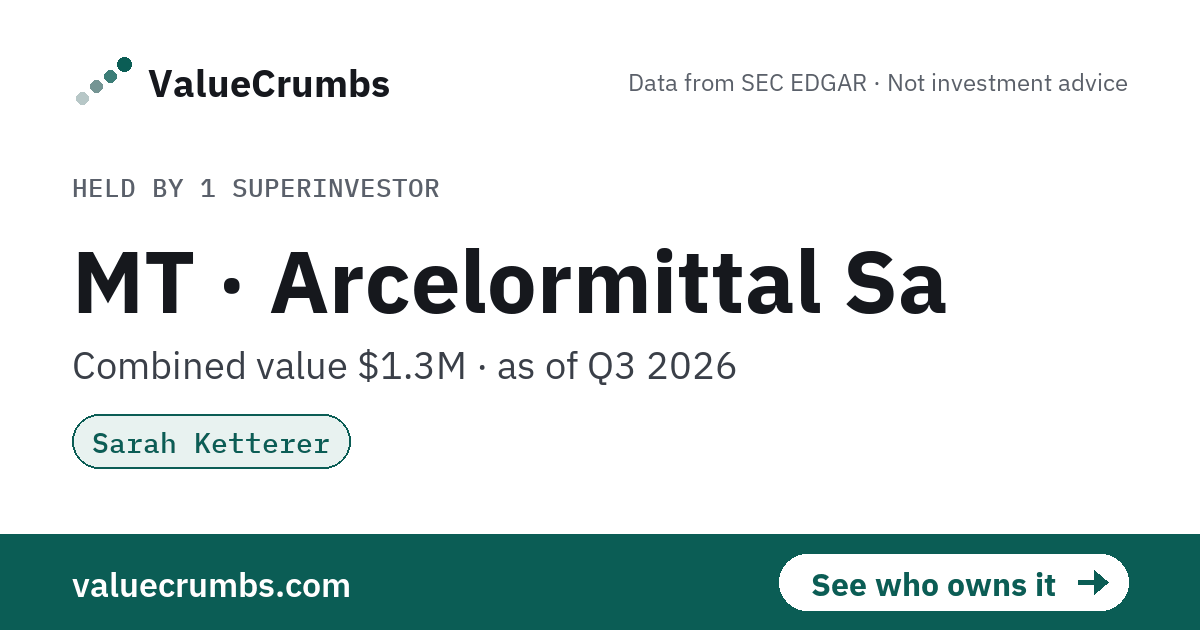 ValueCrumbs
Data from SEC EDGAR · Not investment advice
HELD BY 1 SUPERINVESTOR
MT · Arcelormittal Sa
Combined value $1.3M · as of Q3 2026
Sarah Ketterer
valuecrumbs.com
See who owns it →